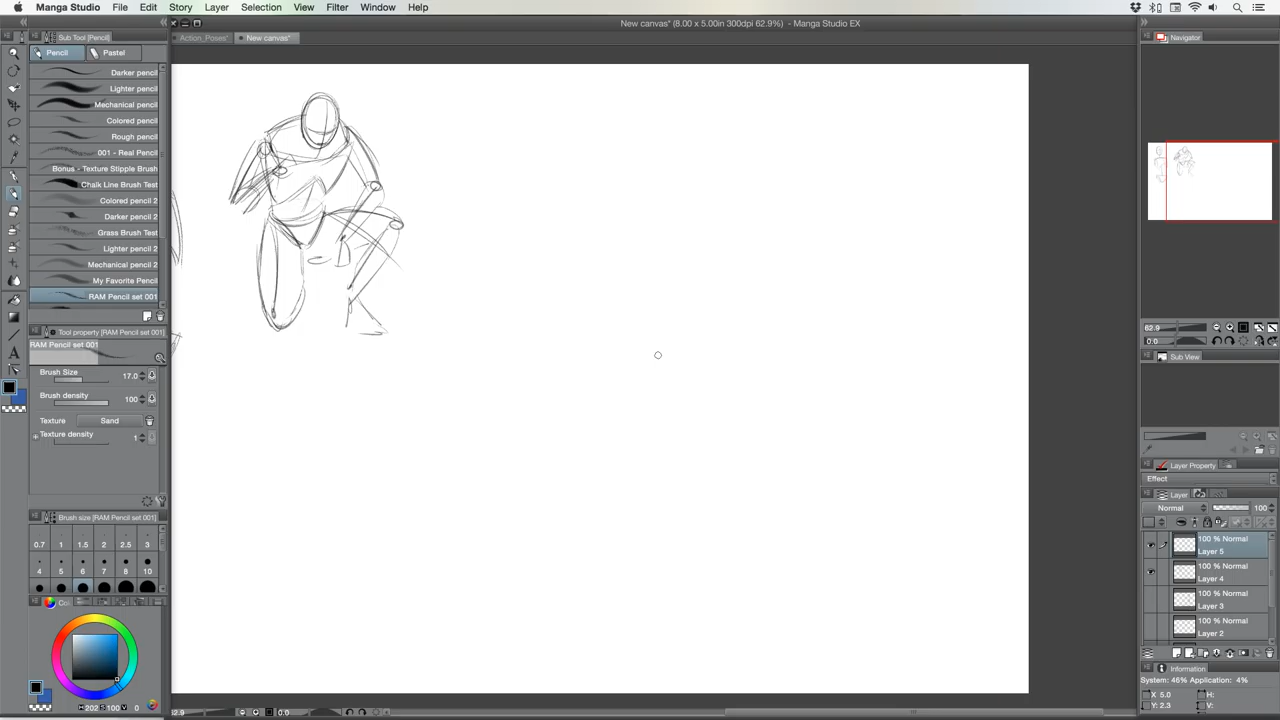 Manga Studio File Edit Story Layer Selection View Filter Window Help
New canvas* (8.00 x 5.00in 300dpi 62.9%) - Manga Studio EX
Sub Tool [Pencil]
Action_Poses*
New canvas*
Navigator
Pencil
Pastel
Darker pencil
Lighter pencil
Mechanical pencil
Colored pencil
Rough pencil
001 - Real Pencil
Bonus - Texture Stipple Brush
Chalk Line Brush Test
Colored pencil 2
Darker pencil 2
Grass Brush Test
Lighter pencil 2
Mechanical pencil 2
My Favorite Pencil
RAM Pencil set 001
Tool property [RAM Pencil set 001]
RAM Pencil set 001
Brush Size 17.0
Brush density 100
Texture Sand
Texture density 1
Brush size [RAM Pencil set 001]
0.7 1 1.5 2 2.5 3
4 5 6 7 8 10
H 202 S 100 V 0
62.9
0.0
Sub View
Layer Property
Effect
Layer
Normal 100
100 % Normal
Layer 5
100 % Normal
Layer 4
100 % Normal
Layer 3
100 % Normal
Layer 2
Information
System: 46% Application: 4%
X 5.0 H:
Y: 2.3 V:
0.0